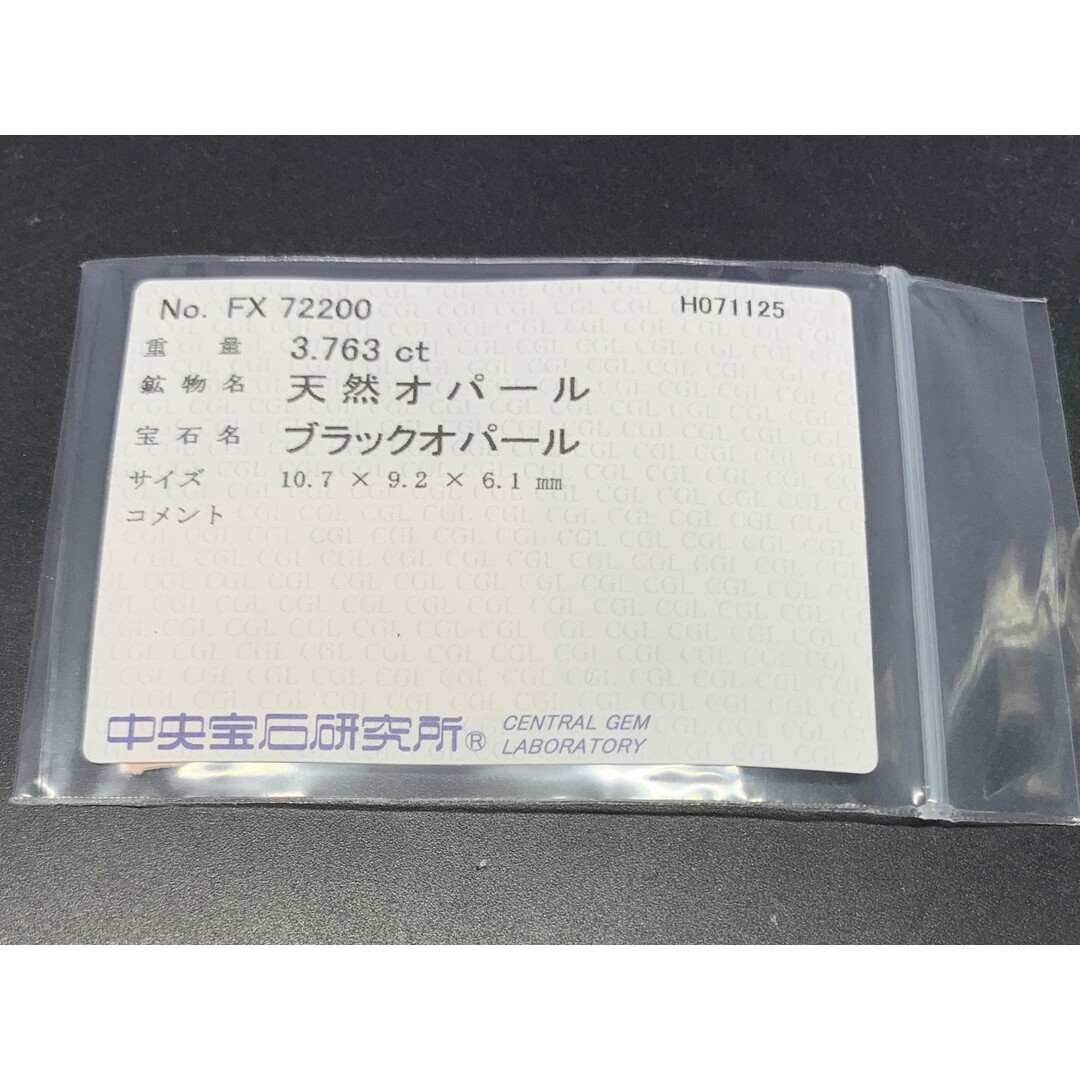 No. FX 72200 H071125
重量 3.763 ct
鉱物名 天然オパール
宝石名 ブラックオパール
サイズ 10.7 × 9.2 × 6.1 mm
コメント
中央宝石研究所® CENTRAL GEM
LABORATORY